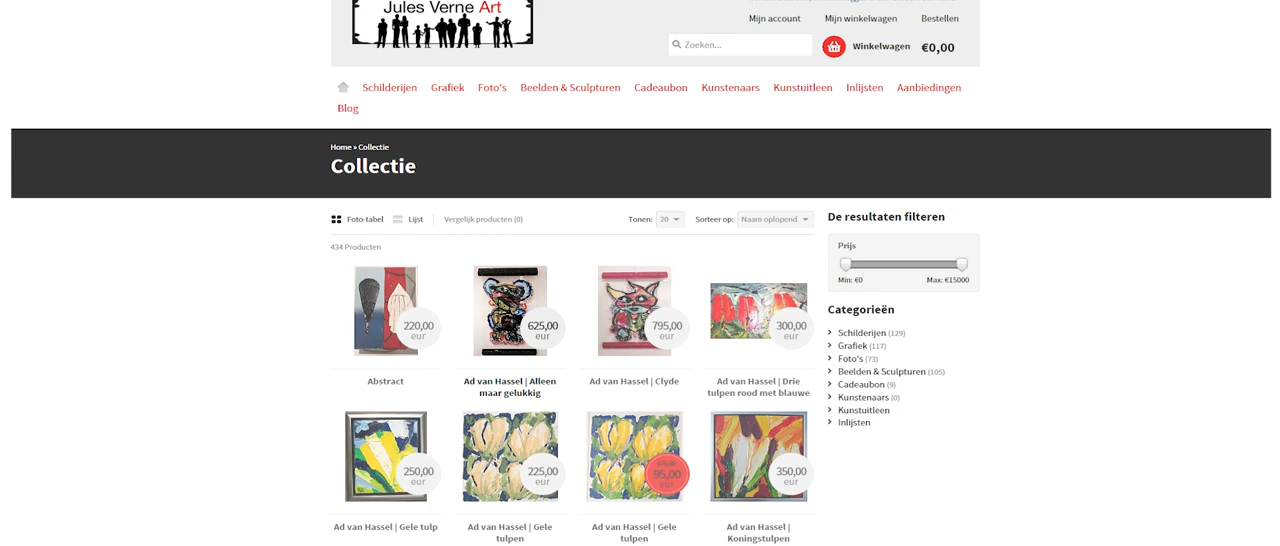 Jules Verne Art
Mijn account Mijn winkelwagen Bestellen
Zoeken...
Winkelwagen €0,00
Schilderijen Grafiek Foto's Beelden & Sculpturen Cadeaubon Kunstenaars Kunstuitleen Inlijsten Aanbiedingen
Blog
Home » Collectie
Collectie
Foto-tabel Lijst Vergelijk producten (0) Tonen: 20 Sorteer op: Naam oplopend
434 Producten
220,00
eur
625,00
eur
795,00
eur
300,00
eur
Abstract
Ad van Hassel | Alleen
maar gelukkig
Ad van Hassel | Clyde
Ad van Hassel | Drie
tulpen rood met blauwe
250,00
eur
225,00
eur
95,00
eur
350,00
eur
Ad van Hassel | Gele tulp
Ad van Hassel | Gele
tulpen
Ad van Hassel | Gele
tulpen
Ad van Hassel |
Koningstulpen
De resultaten filteren
Prijs
Min: €0 Max: €15000
Categorieën
Schilderijen (129)
Grafiek (117)
Foto's (73)
Beelden & Sculpturen (105)
Cadeaubon (9)
Kunstenaars (0)
Kunstuitleen
Inlijsten